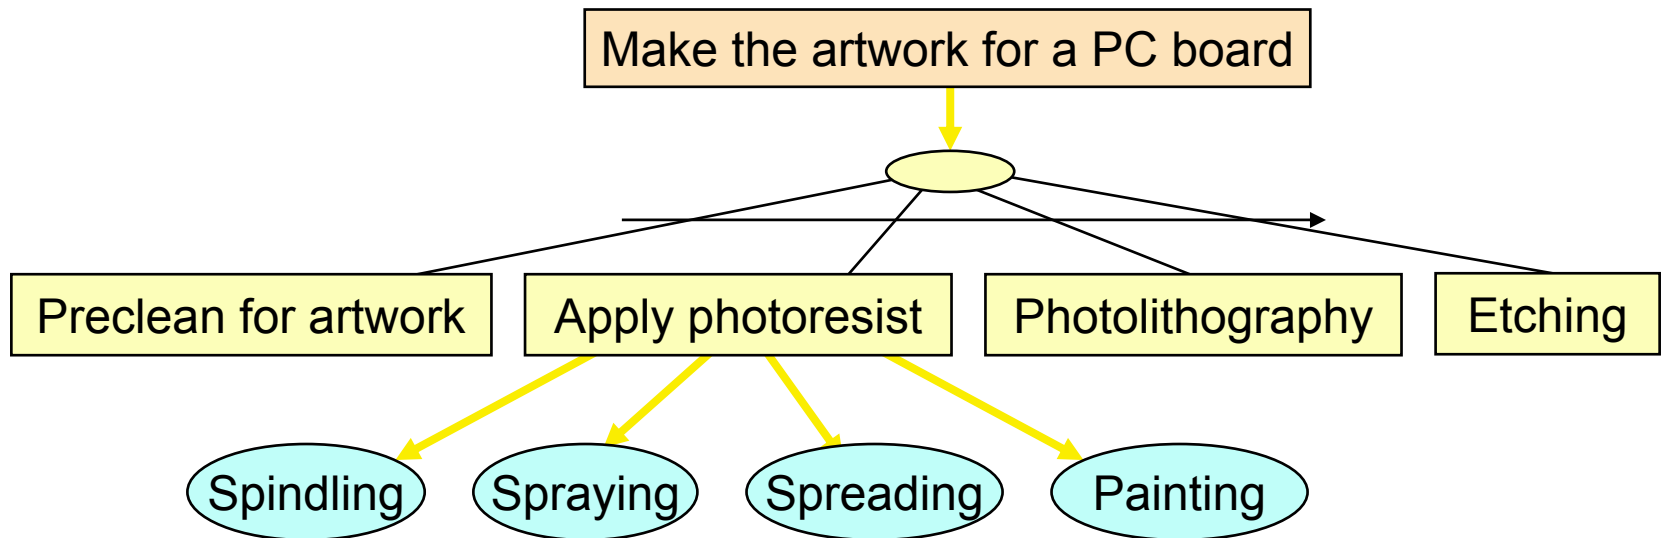 Make the artwork for a PC board
Preclean for artwork
Apply photoresist
Photolithography
Etching
Spindling
Spraying
Spreading
Painting